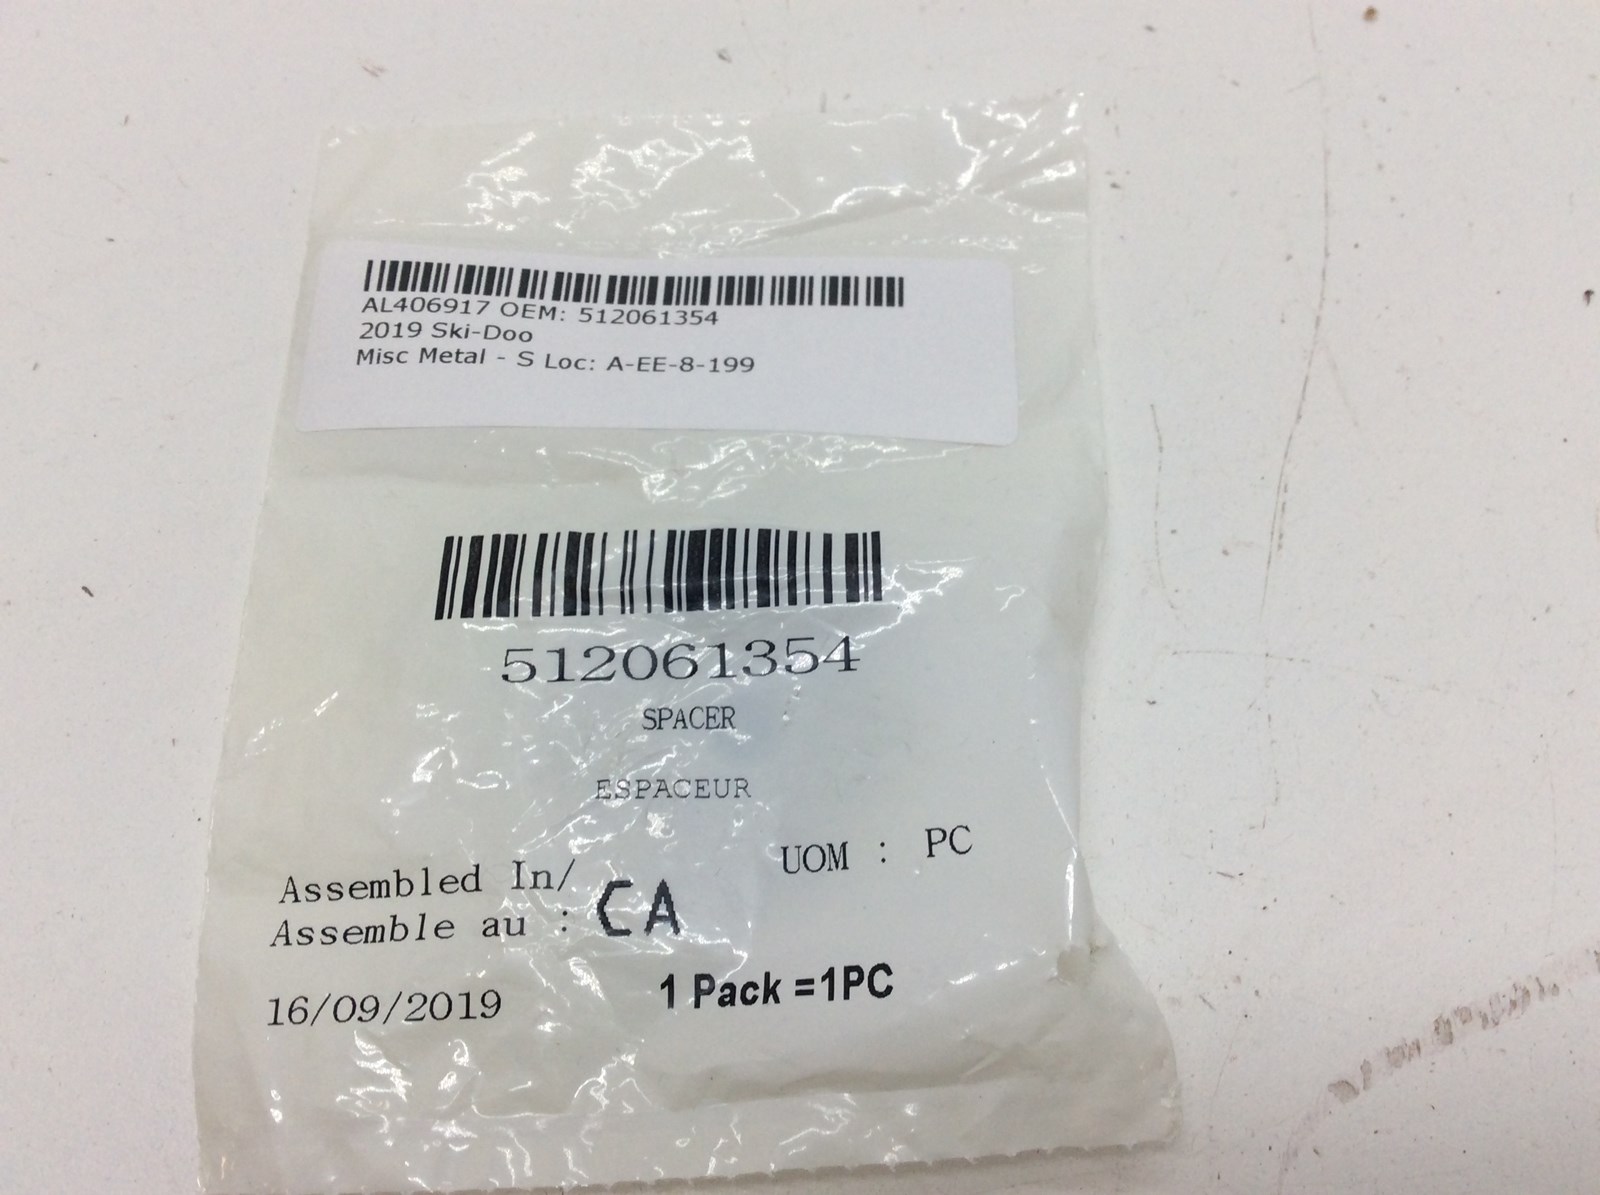 AL406917 OEM: 512061354
2019 Ski-Doo
Misc Metal - S Loc: A-EE-8-199
512061354
SPACER
ESPACEUR
UOM : PC
Assembled In/
Assemble au : CA
16/09/2019
1 Pack =1PC